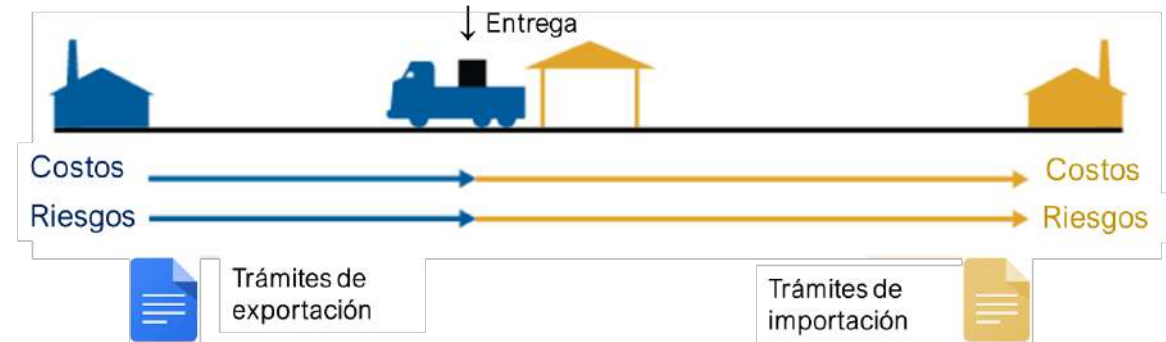 Entrega
Costos
Costos
Riesgos
Riesgos
Trámites de
exportación
Trámites de
importación